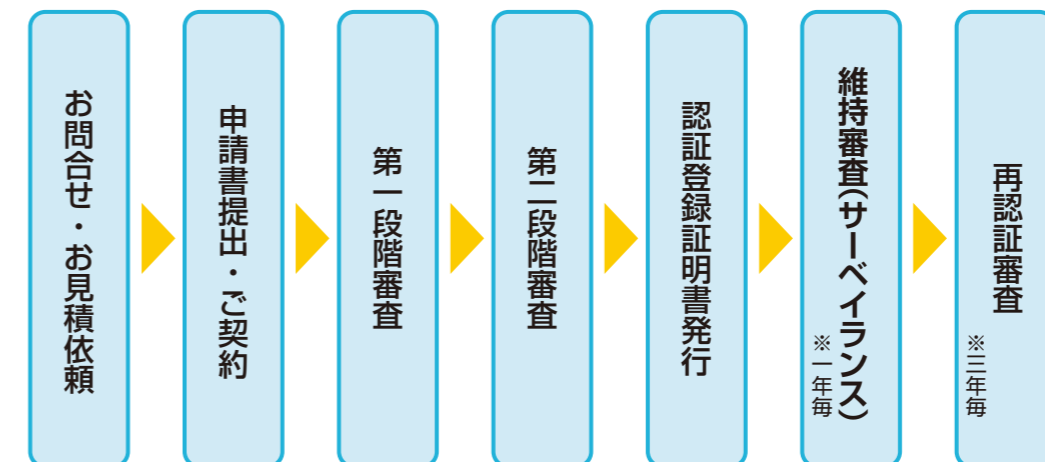 お問合せ・お見積依頼
申請書提出・ご契約
第一段階審査
第二段階審査
認証登録証明書発行
維持審査(サーベイランス)
※一年毎
再認証審査
※三年毎